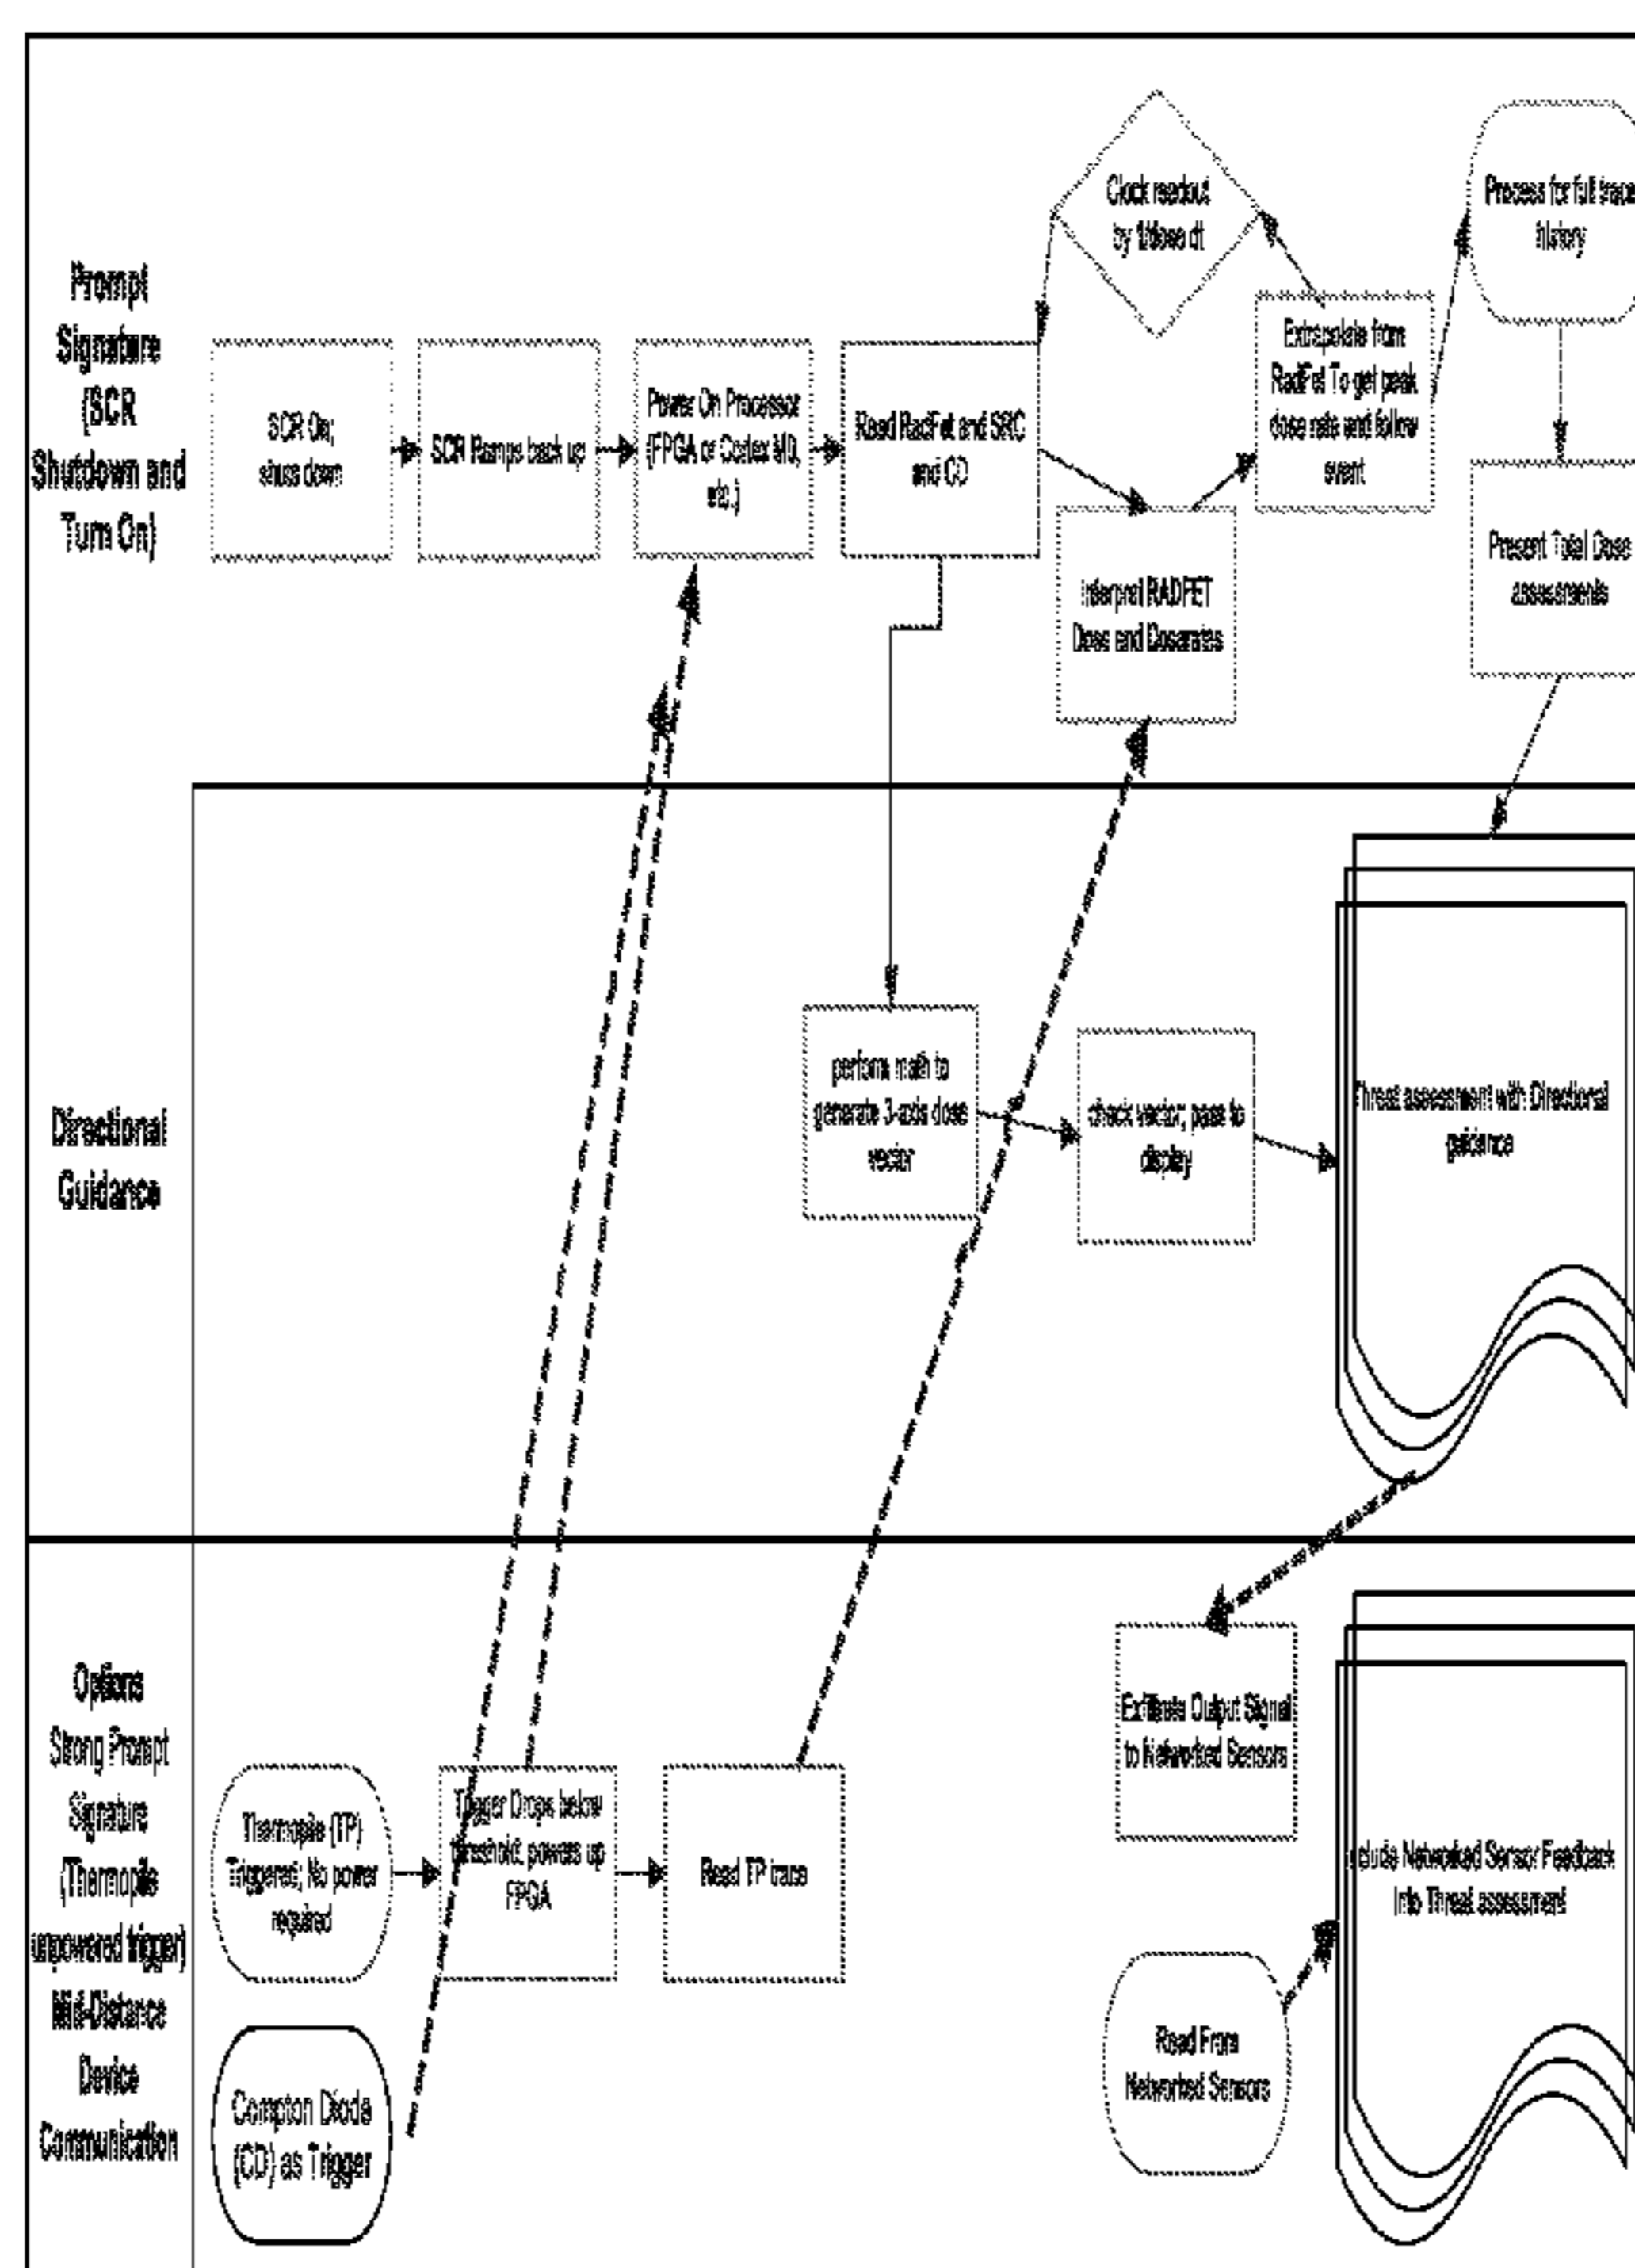 Prompt
Signature
(SCR
Shutdown and
Turn On)
SCR On;
shuts down
SCR Ramps back up
Power On Processor
(FPGA or Cortex M0,
etc.)
Read RadFet and SRC
and CD
Clock readout
by 1/dose dt
Interpret RADFET
Dose and Doserates
Extrapolate from
RadFet To get peak
dose rate and follow
event
Process for full trace
history
Present Total Dose
assessments
Directional
Guidance
perform math to
generate 3-axis dose
vector
check vector; pass to
display
Threat assessment with Directional
guidance
Options
Strong Prompt
Signature
(Thermopile
unpowered trigger)
Mid-Distance
Device
Communication
Thermopile (TP)
Triggered; No power
required
Trigger Drops below
threshold; powers up
FPGA
Read TP trace
Compton Diode
(CD) as Trigger
Exfiltrate Output Signal
to Networked Sensors
Read From
Networked Sensors
Networked Sensor Feedback
Into Threat assessment